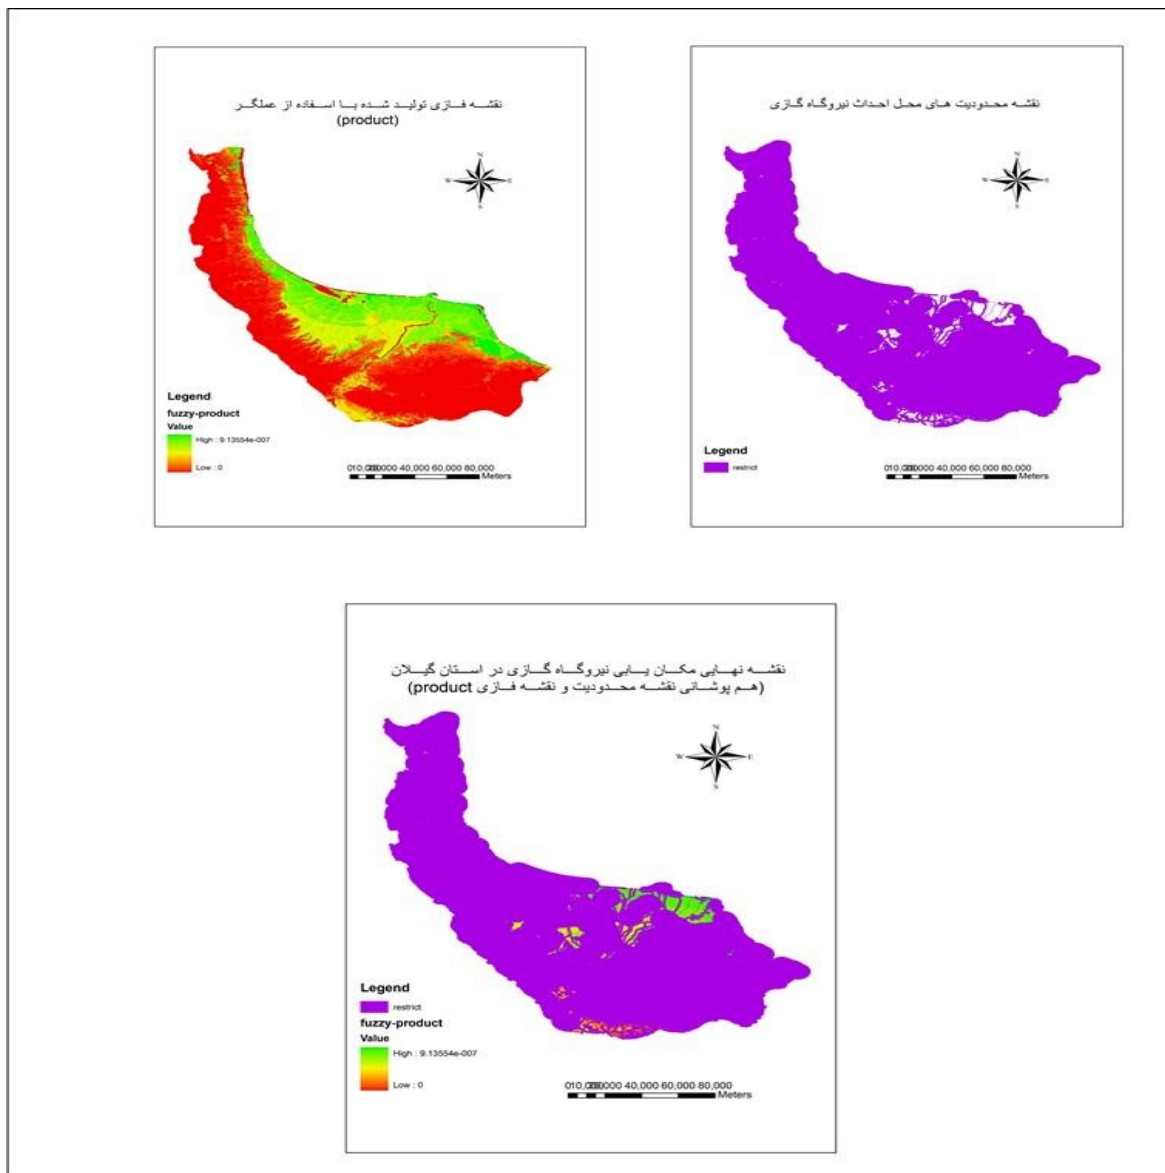 نقشه فازی تولید شده با اسفاده از عملگر
(product)
N
W
E
S
Legend
fuzzy-product
Value
High : 9.13554e-007
Low : 0
40,000 60,000 80,000
Meters
نقشه محدودیت های محل احداث نیروگاه گازی
N
W
E
S
Legend
restrict
40,000 60,000 80,000
Meters
نقشه نهایی مکان یابی نیروگاه گازی در استان گیلان
(هم پوشانی نقشه محدودیت و نقشه فازی product)
N
W
E
S
Legend
restrict
fuzzy-product
Value
High : 9.13554e-007
Low : 0
40,000 60,000 80,000
Meters